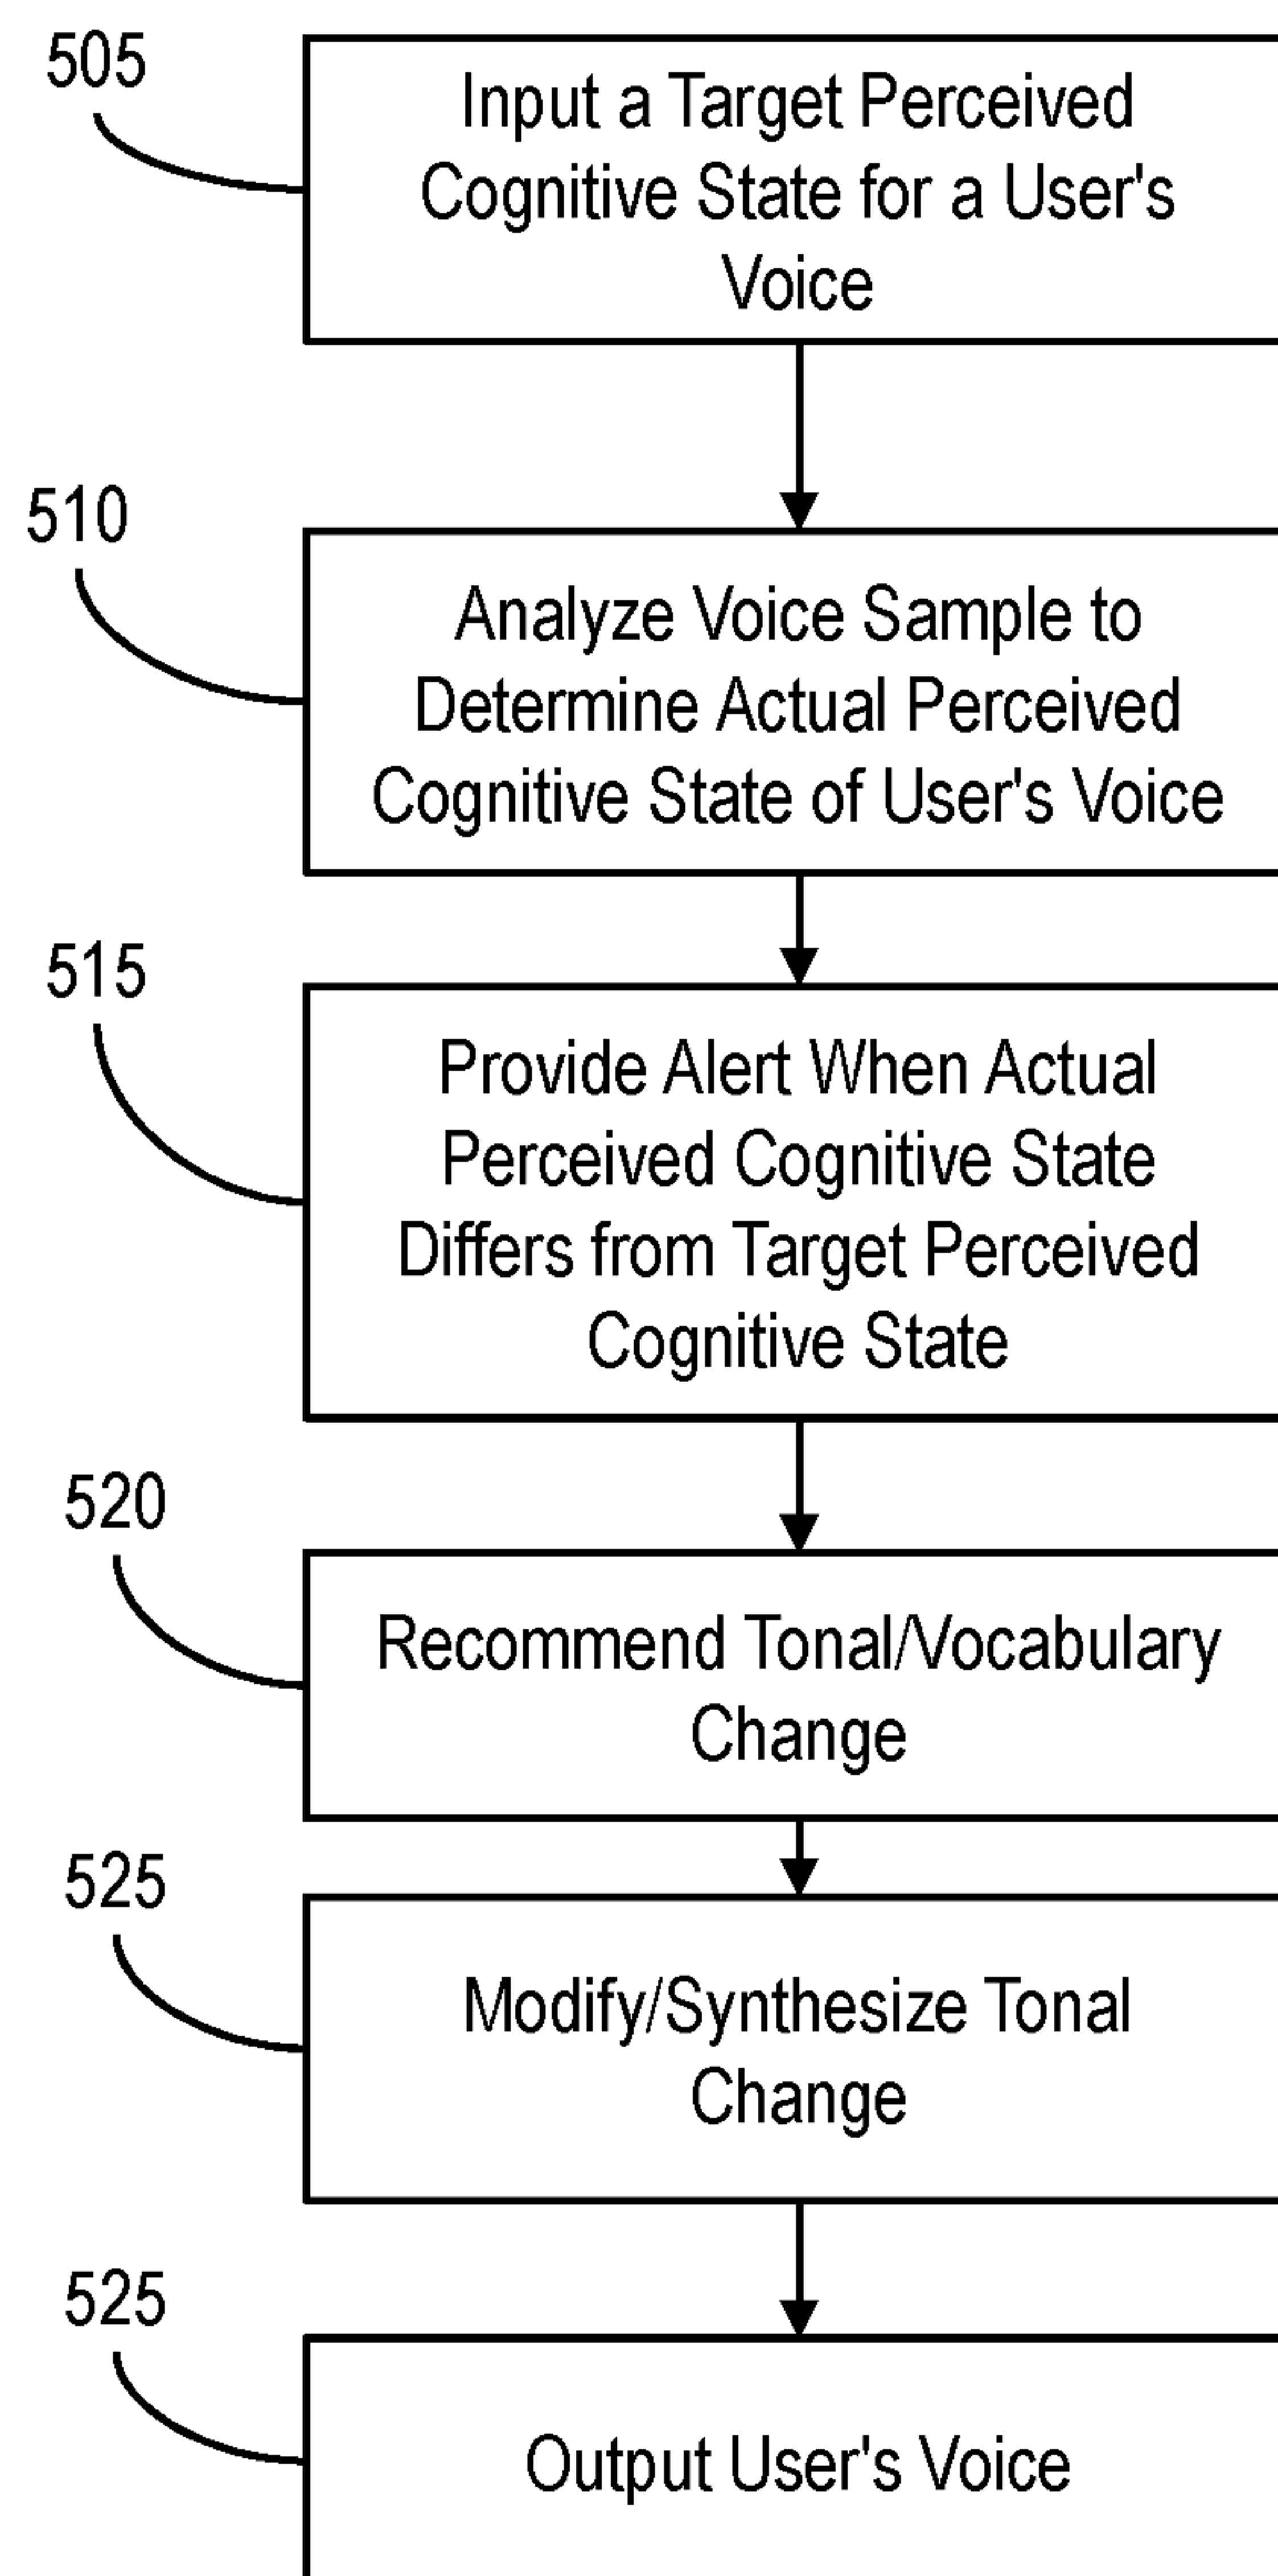 505
Input a Target Perceived
Cognitive State for a User's
Voice
510
Analyze Voice Sample to
Determine Actual Perceived
Cognitive State of User's Voice
515
Provide Alert When Actual
Perceived Cognitive State
Differs from Target Perceived
Cognitive State
520
Recommend Tonal/Vocabulary
Change
525
Modify/Synthesize Tonal
Change
525
Output User's Voice